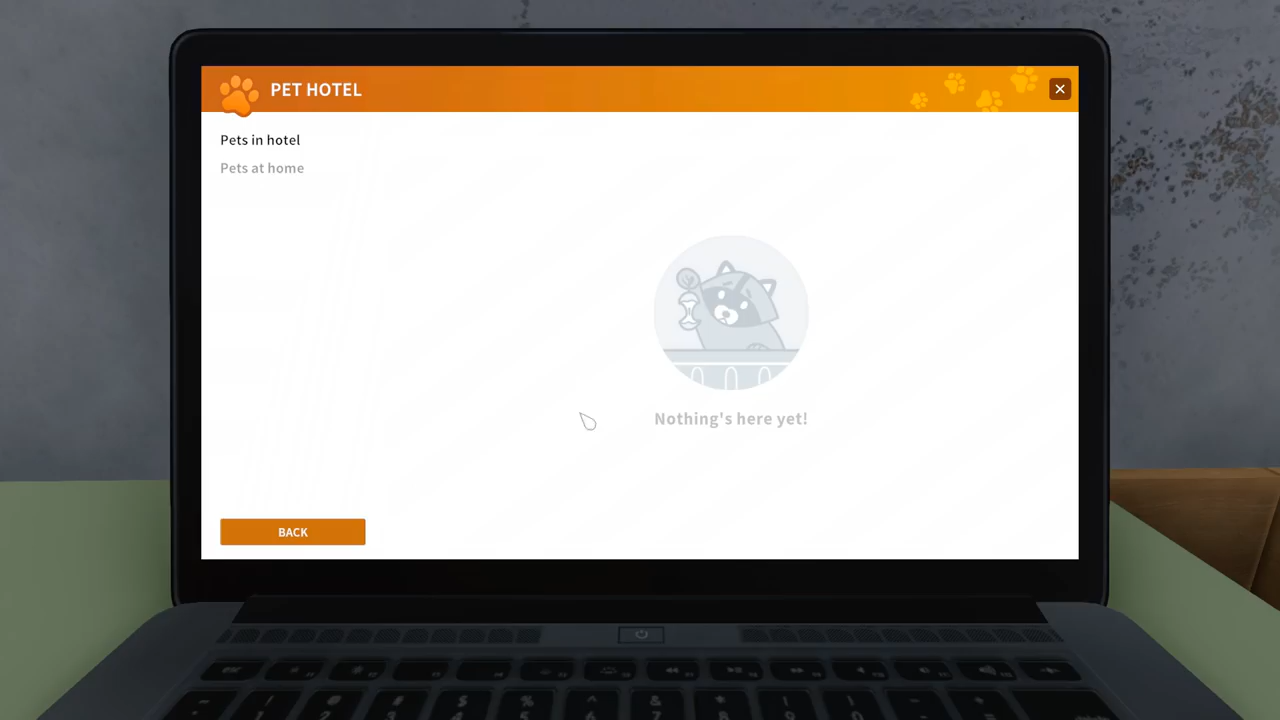 PET HOTEL
Pets in hotel
Pets at home
Nothing's here yet!
BACK